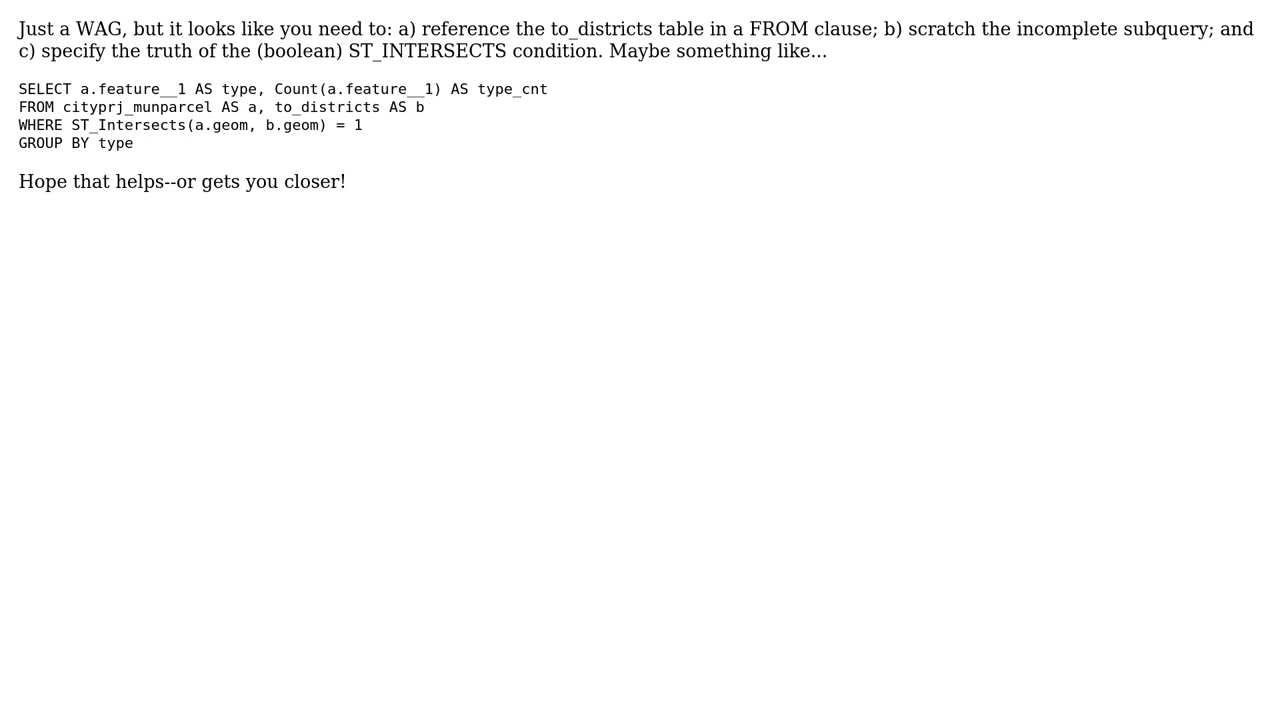 Just a WAG, but it looks like you need to: a) reference the to_districts table in a FROM clause; b) scratch the incomplete subquery; and
c) specify the truth of the (boolean) ST_INTERSECTS condition. Maybe something like...
SELECT a.feature__1 AS type, Count(a.feature__1) AS type_cnt
FROM cityprj_munparcel AS a, to_districts AS b
WHERE ST_Intersects(a.geom, b.geom) = 1
GROUP BY type
Hope that helps--or gets you closer!